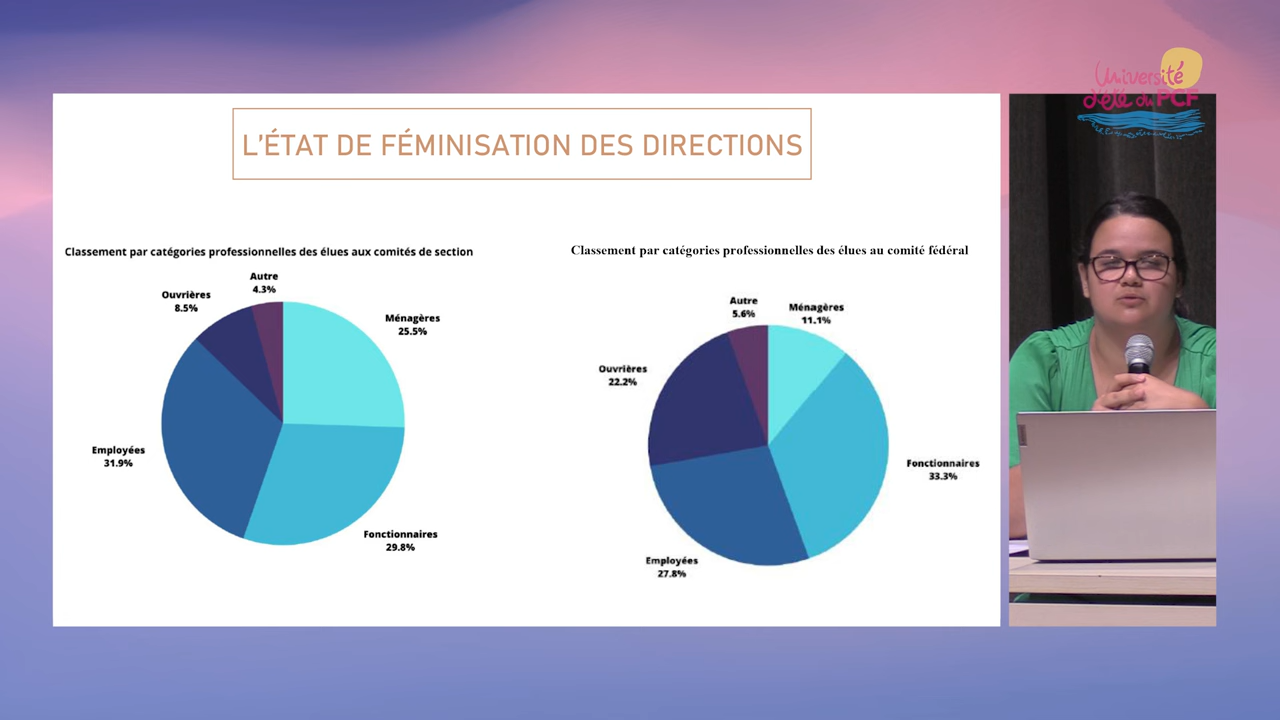 Université
d'été du PCF
L'ÉTAT DE FÉMINISATION DES DIRECTIONS
Classement par catégories professionnelles des élues aux comités de section
Autre
4.3%
Ouvrières
8.5%
Ménagères
25.5%
Employées
31.9%
Fonctionnaires
29.8%
Classement par catégories professionnelles des élues au comité fédéral
Autre
5.6%
Ménagères
11.1%
Ouvrières
22.2%
Fonctionnaires
33.3%
Employées
27.8%